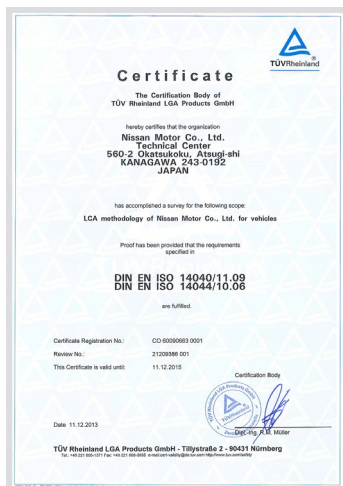 TÜVRheinland
®
Certificate
The Certification Body of
TÜV Rheinland LGA Products GmbH
hereby certifies that the organization
Nissan Motor Co., Ltd.
Technical Center
560-2 Okatsukoku, Atsugi-shi
KANAGAWA 243-0192
JAPAN
has accomplished a survey for the following scope:
LCA methodology of Nissan Motor Co., Ltd. for vehicles
Proof has been provided that the requirements
specified in
DIN EN ISO 14040/11.09
DIN EN ISO 14044/10.06
are fulfilled.
Certificate Registration No.: CO 60090663 0001
Review No.: 21209386 001
This Certificate is valid until: 11.12.2015
Certification Body
LGA Products
TÜVRheinland
Date 11.12.2013
Dipl.-Ing. R.M. Müller
TÜV Rheinland LGA Products GmbH - Tillystraße 2 - 90431 Nürnberg